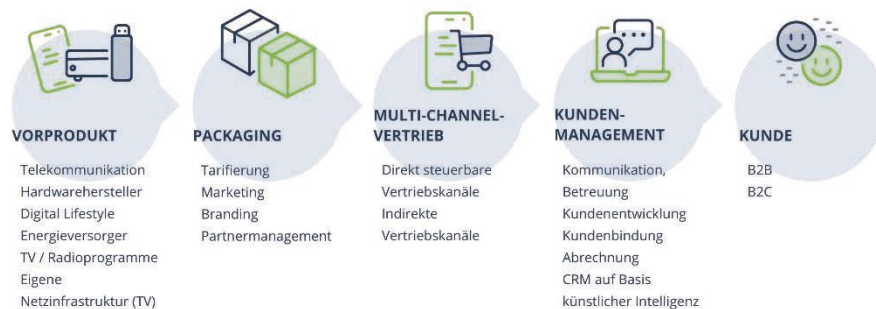 VORPRODUKT
Telekommunikation
Hardwarehersteller
Digital Lifestyle
Energieversorger
TV / Radioprogramme
Eigene
Netzinfrastruktur (TV)
PACKAGING
Tarifierung
Marketing
Branding
Partnermanagement
MULTI-CHANNEL-
VERTRIEB
Direkt steuerbare
Vertriebskanäle
Indirekte
Vertriebskanäle
KUNDEN-
MANAGEMENT
Kommunikation,
Betreuung
Kundenentwicklung
Kundenbindung
Abrechnung
CRM auf Basis
künstlicher Intelligenz
KUNDE
B2B
B2C